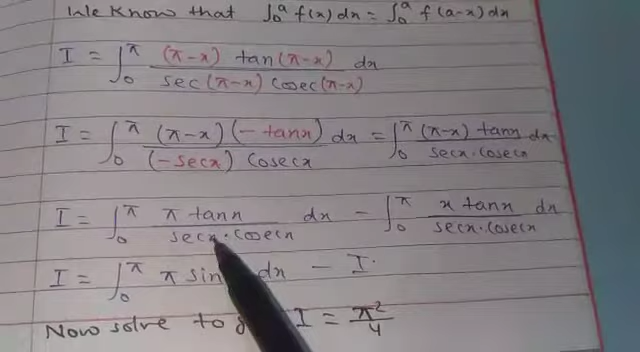 We know that ∫₀ᵃ f(x) dx = ∫₀ᵃ f(a-x) dx
I = ∫₀^π (π-x) tan(π-x) / sec(π-x) cosec(π-x) dx
I = ∫₀^π (π-x)(-tanx) / (-secx) cosecx dx = ∫₀^π (π-x) tanx / secx·cosecx dx
I = ∫₀^π π tanx / secx·cosecx dx - ∫₀^π x tanx / secx·cosecx dx
I = ∫₀^π π sin dx - I
Now solve to I = π²/4